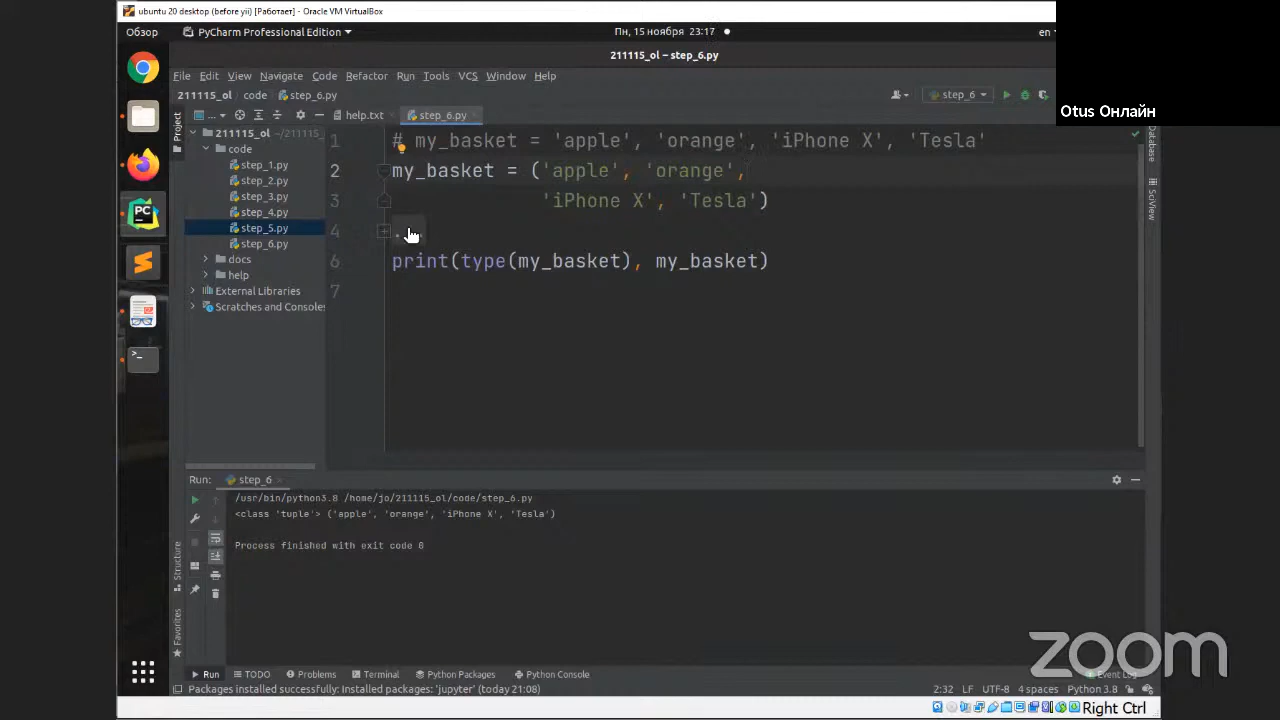 ubuntu 20 desktop (before yii) [Работает] - Oracle VM VirtualBox
Обзор PyCharm Professional Edition Пн, 15 ноября 23:17 en
211115_ol – step_6.py
File Edit View Navigate Code Refactor Run Tools VCS Window Help
211115_ol code step_6.py step_6
Otus Онлайн
Project
... help.txt step_6.py
211115_ol ~/211115_
code
step_1.py
step_2.py
step_3.py
step_4.py
step_5.py
step_6.py
docs
help
External Libraries
Scratches and Consoles
1 # my_basket = 'apple', 'orange', 'iPhone X', 'Tesla'
2 my_basket = ('apple', 'orange',
3 'iPhone X', 'Tesla')
4
6 print(type(my_basket), my_basket)
7
Database
SciView
Run: step_6
/usr/bin/python3.8 /home/jo/211115_ol/code/step_6.py
<class 'tuple'> ('apple', 'orange', 'iPhone X', 'Tesla')
Process finished with exit code 0
Structure
Favorites
zoom
Run TODO Problems Terminal Python Packages Python Console Event Log
Packages installed successfully: Installed packages: 'jupyter' (today 21:08) 2:32 LF UTF-8 4 spaces Python 3.8
Right Ctrl